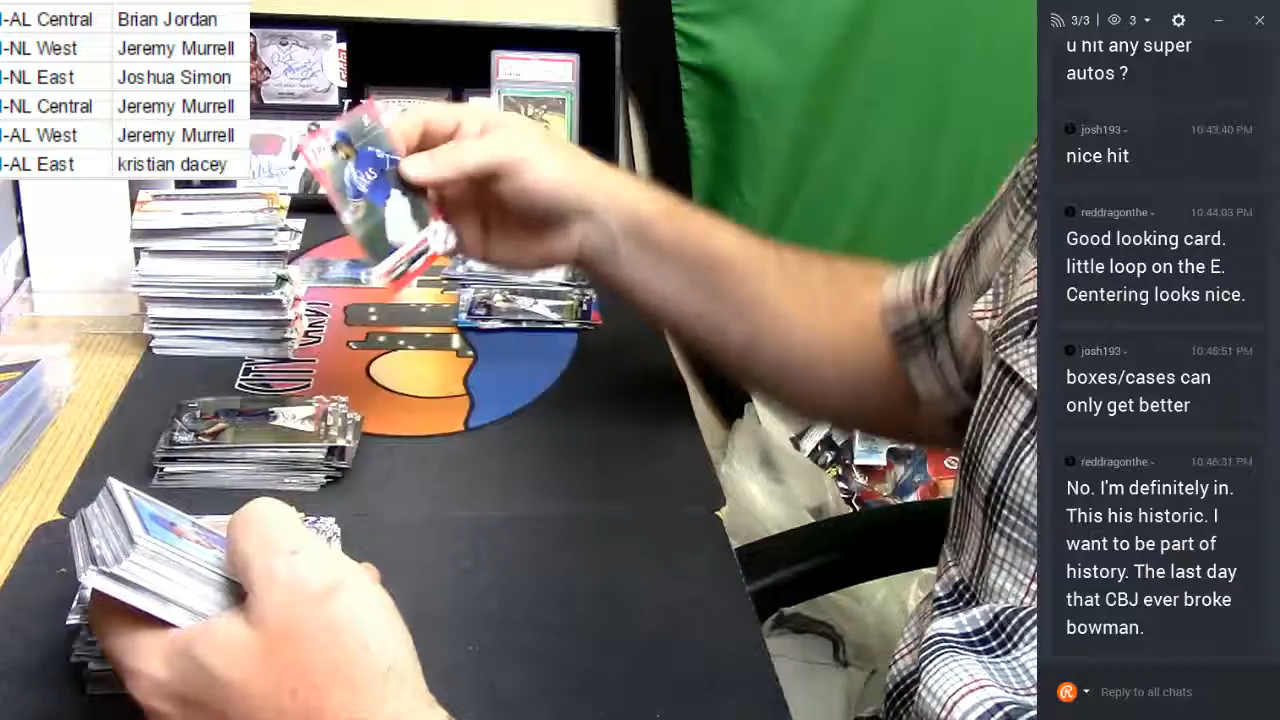 I-AL Central Brian Jordan
I-NL West Jeremy Murrell
I-NL East Joshua Simon
I-NL Central Jeremy Murrell
I-AL West Jeremy Murrell
I-AL East kristian dacey
CITY
3/3 3
u hit any super
autos ?
josh193 - 10:43:40 PM
nice hit
reddragonthe - 10:44:03 PM
Good looking card.
little loop on the E.
Centering looks nice.
josh193 - 10:45:51 PM
boxes/cases can
only get better
reddragonthe - 10:46:31 PM
No. I'm definitely in.
This his historic. I
want to be part of
history. The last day
that CBJ ever broke
bowman.
Reply to all chats